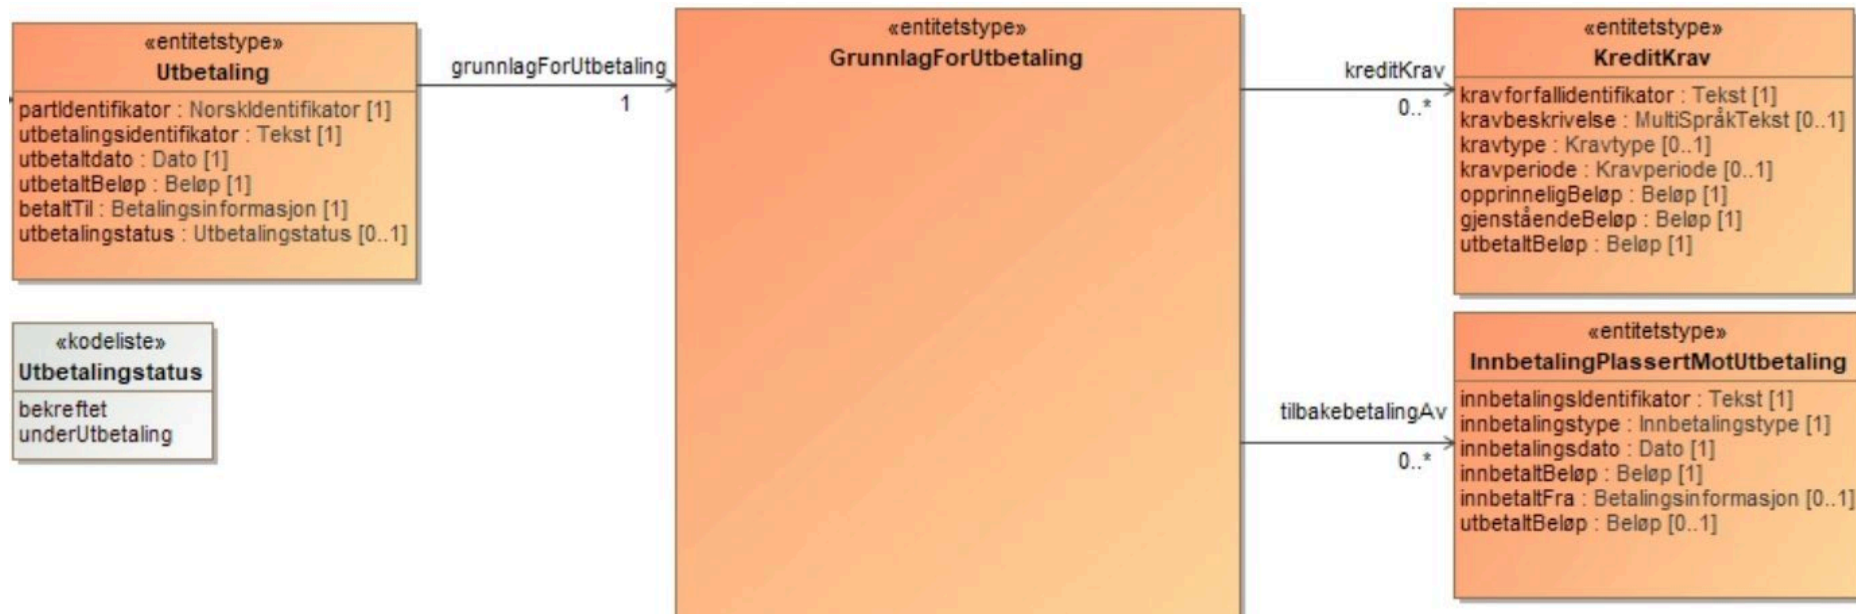 «entitetstype»
Utbetaling
partIdentifikator : NorskIdentifikator [1]
utbetalingsidentifikator : Tekst [1]
utbetaltdato : Dato [1]
utbetaltBeløp : Beløp [1]
betaltTil : Betalingsinformasjon [1]
utbetalingstatus : Utbetalingstatus [0..1]
«kodeliste»
Utbetalingstatus
bekreftet
underUtbetaling
grunnlagForUtbetaling
1
«entitetstype»
GrunnlagForUtbetaling
kreditKrav
0..*
«entitetstype»
KreditKrav
kravforfallidentifikator : Tekst [1]
kravbeskrivelse : MultiSpråkTekst [0..1]
kravtype : Kravtype [0..1]
kravperiode : Kravperiode [0..1]
opprinneligBeløp : Beløp [1]
gjenståendeBeløp : Beløp [1]
utbetaltBeløp : Beløp [1]
tilbakebetalingAv
0..*
«entitetstype»
InnbetalingPlassertMotUtbetaling
innbetalingsIdentifikator : Tekst [1]
innbetalingstype : Innbetalingstype [1]
innbetalingsdato : Dato [1]
innbetaltBeløp : Beløp [1]
innbetaltFra : Betalingsinformasjon [0..1]
utbetaltBeløp : Beløp [0..1]